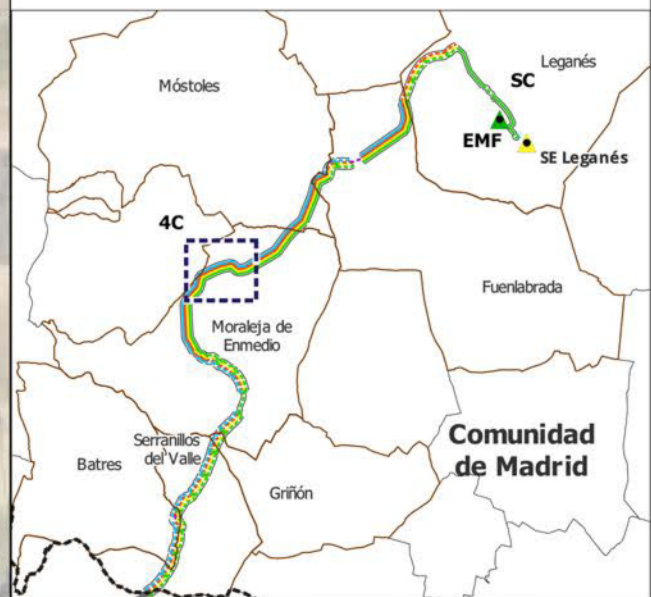 Leganés
SC
Móstoles
EMF
SE Leganés
4C
Fuenlabrada
Moraleja de
Enmedio
Comunidad
de Madrid
Serranillos
del Valle
Batres
Griñón